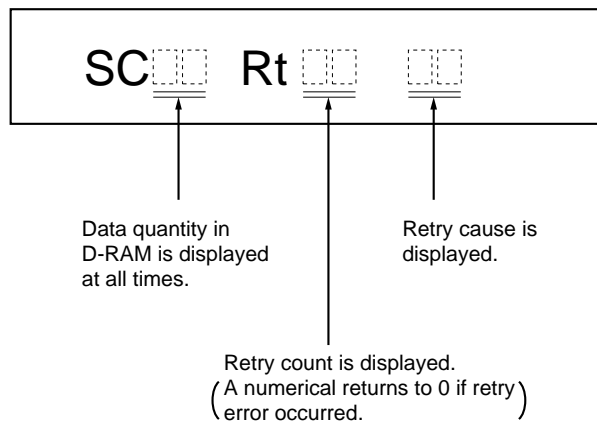 SC Rt
Data quantity in
D-RAM is displayed
at all times.
Retry cause is
displayed.
Retry count is displayed.
(A numerical returns to 0 if retry
error occurred.)